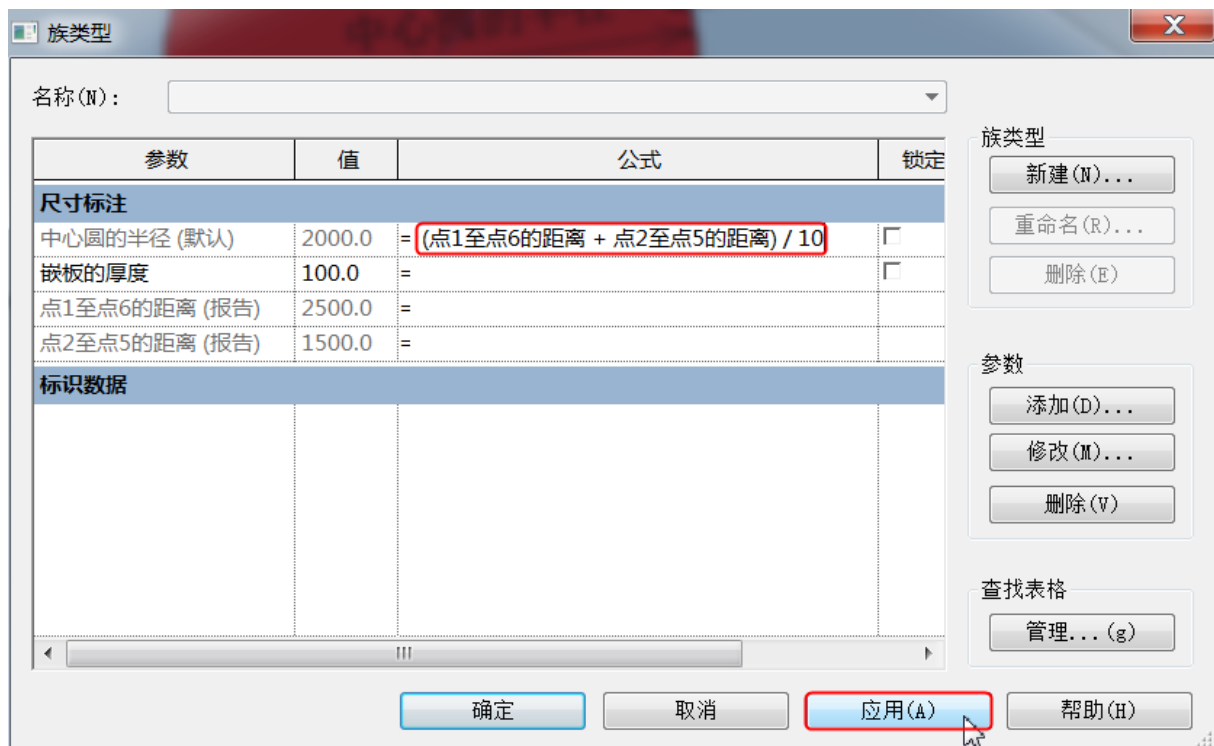 族类型
名称(N):
参数 值 公式 锁定
尺寸标注
中心圆的半径 (默认) 2000.0 = (点1至点6的距离 + 点2至点5的距离) / 10
嵌板的厚度 100.0 =
点1至点6的距离 (报告) 2500.0 =
点2至点5的距离 (报告) 1500.0 =
标识数据
族类型
新建(N)...
重命名(R)...
删除(E)
参数
添加(D)...
修改(M)...
删除(V)
查找表格
管理...(g)
确定 取消 应用(A) 帮助(H)